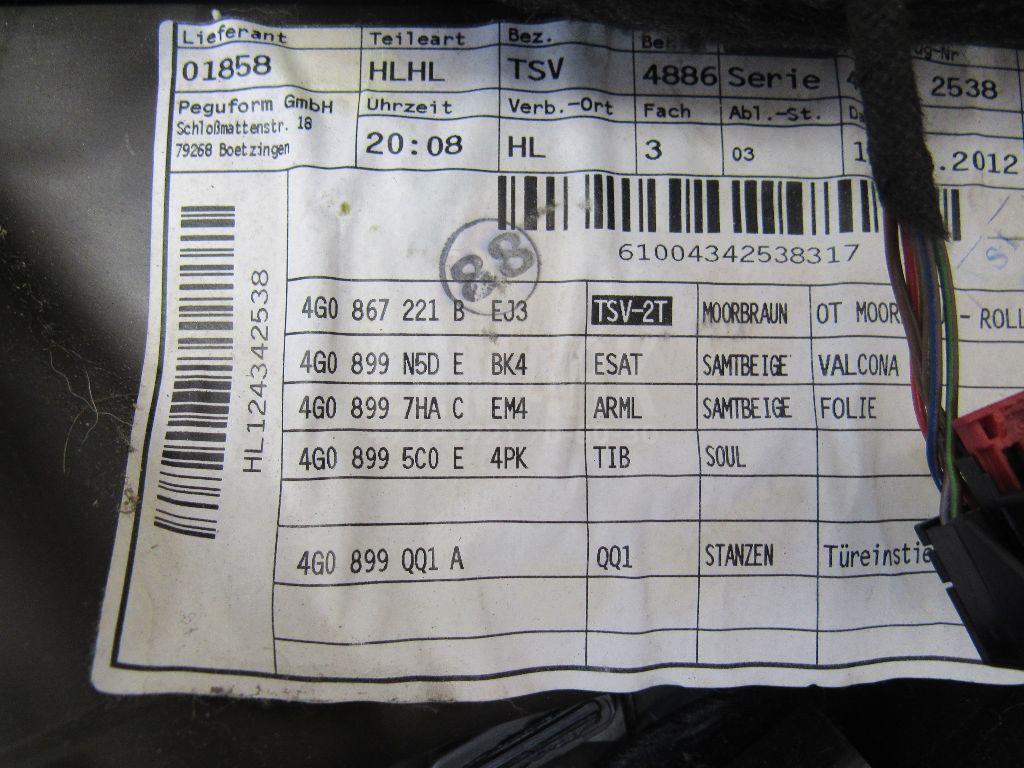 Lieferant Teileart Bez.
01858 HLHL TSV 4886 Serie 2538
Peguform GmbH Uhrzeit Verb.-Ort Fach Abl.-St.
Schloßmattenstr. 18
79268 Boetzingen 20:08 HL 3 03 .2012
61004342538317
88
HL124342538
4G0 867 221 B EJ3 TSV-2T MOORBRAUN OT MOOR - ROLL
4G0 899 N5D E BK4 ESAT SAMTBEIGE VALCONA
4G0 899 7HA C EM4 ARML SAMTBEIGE FOLIE
4G0 899 5C0 E 4PK TIB SOUL
4G0 899 QQ1 A QQ1 STANZEN Türeinstie